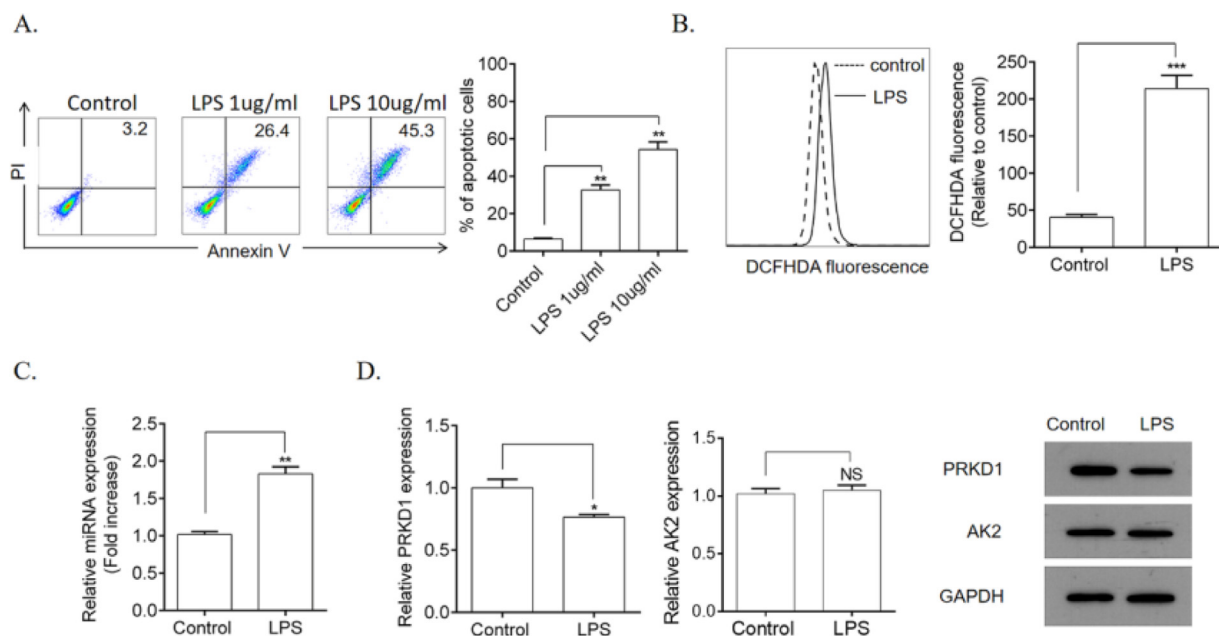 A.
Control
LPS 1ug/ml
LPS 10ug/ml
3.2
26.4
45.3
PI
Annexin V
% of apoptotic cells
100
80
60
40
20
0
**
**
Control
LPS 1ug/ml
LPS 10ug/ml
B.
control
LPS
DCFHDA fluorescence
DCFHDA fluorescence
(Relative to control)
250
200
150
100
50
0
***
Control
LPS
C.
Relative miRNA expression
(Fold increase)
2.5
2.0
1.5
1.0
0.5
0.0
**
Control
LPS
D.
Relative PRKD1 expression
1.5
1.0
0.5
0.0
*
Control
LPS
Relative AK2 expression
1.5
1.0
0.5
0.0
NS
Control
LPS
Control
LPS
PRKD1
AK2
GAPDH